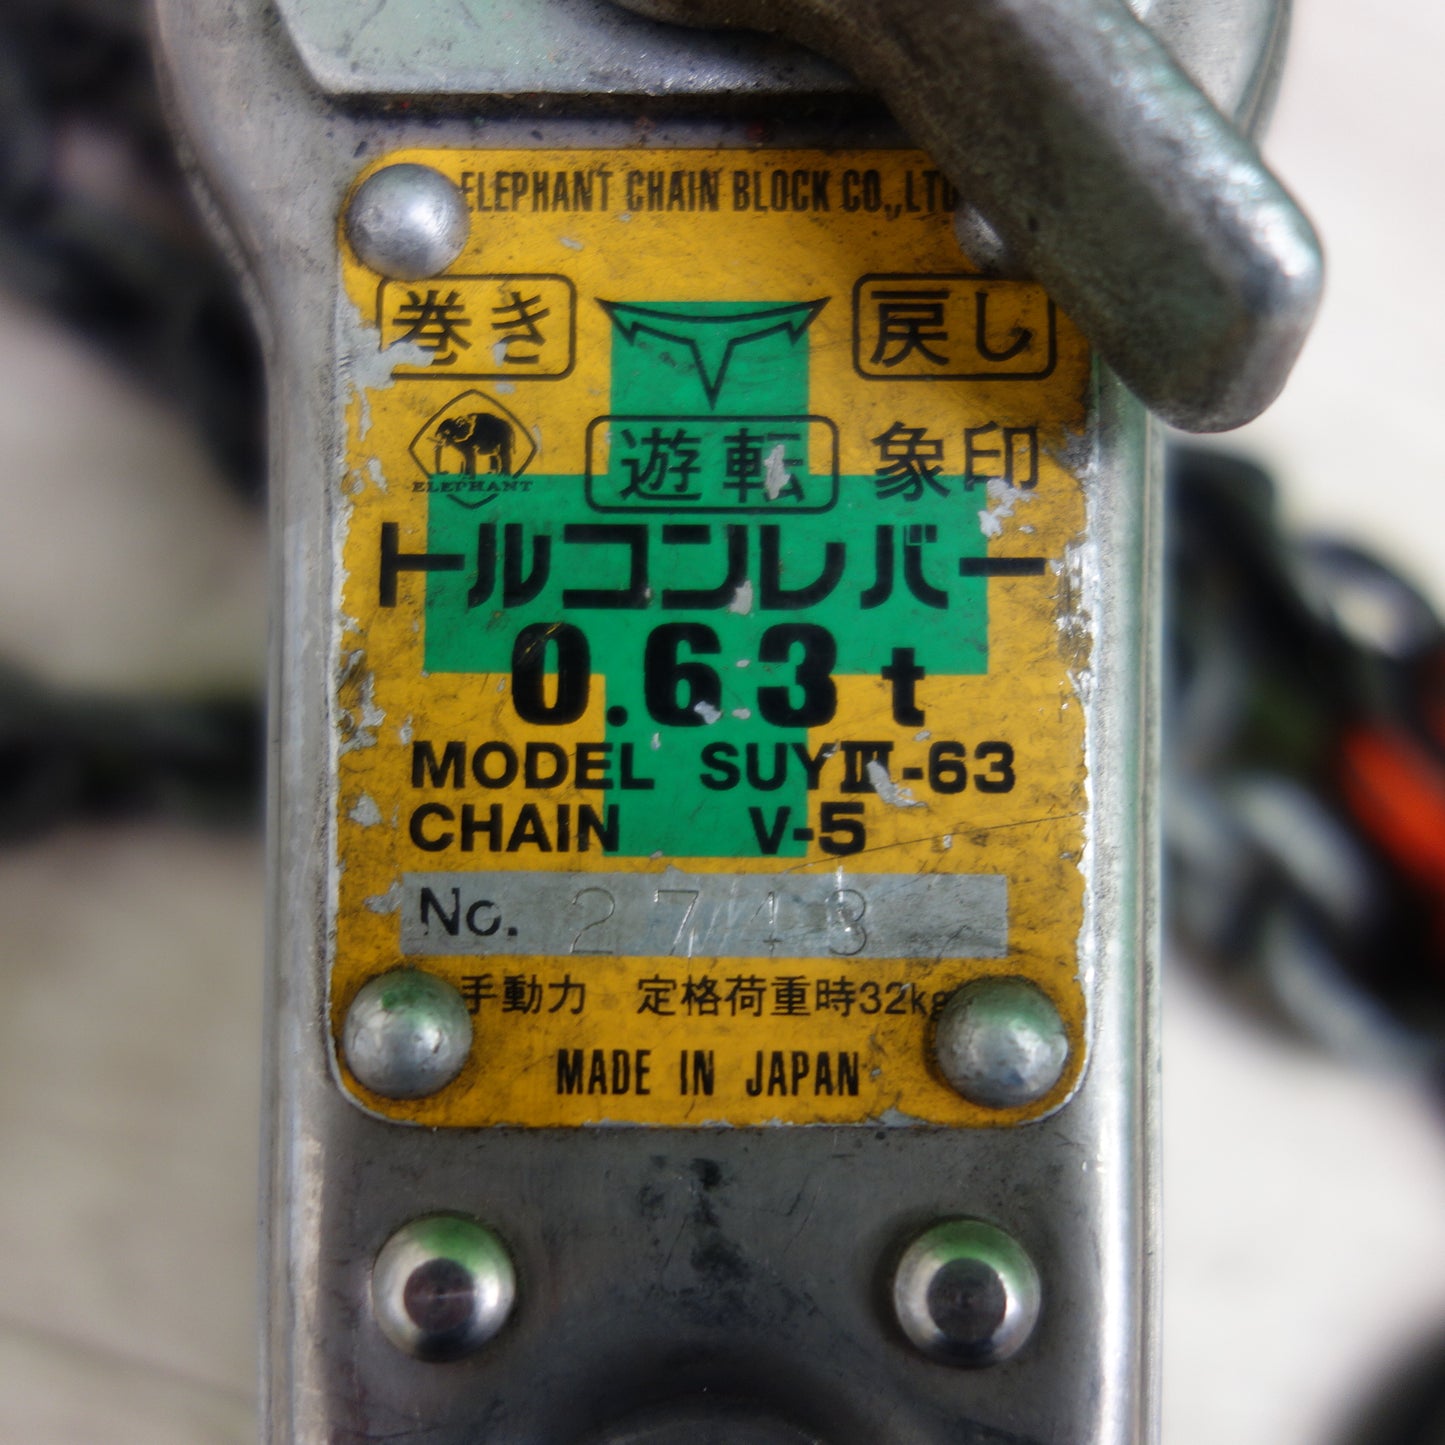 ELEPHANT CHAIN BLOCK CO.,LTD
巻き 戻し
ELEPHANT 遊転 象印
トルコンレバー
0.63t
MODEL SUYⅢ-63
CHAIN V-5
No. 2743
手動力 定格荷重時32kg
MADE IN JAPAN